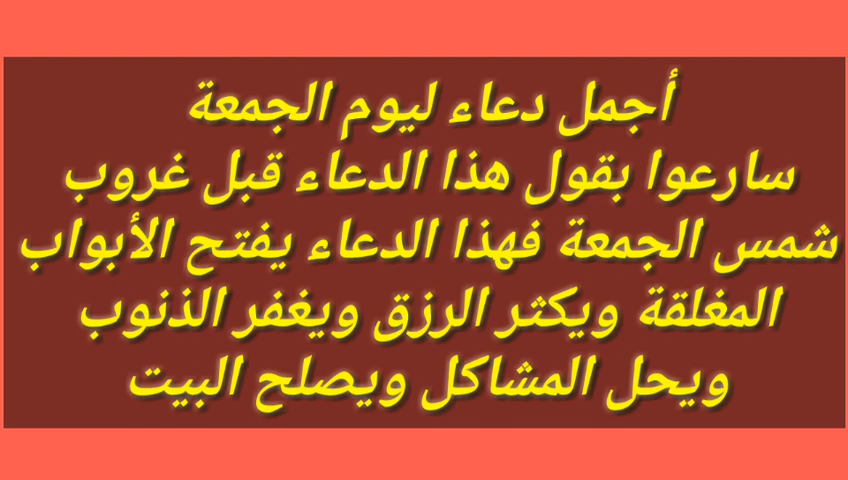 أجمل دعاء ليوم الجمعة
سارعوا بقول هذا الدعاء قبل غروب
شمس الجمعة فهذا الدعاء يفتح الأبواب
المغلقة ويكثر الرزق ويغفر الذنوب
ويحل المشاكل ويصلح البيت